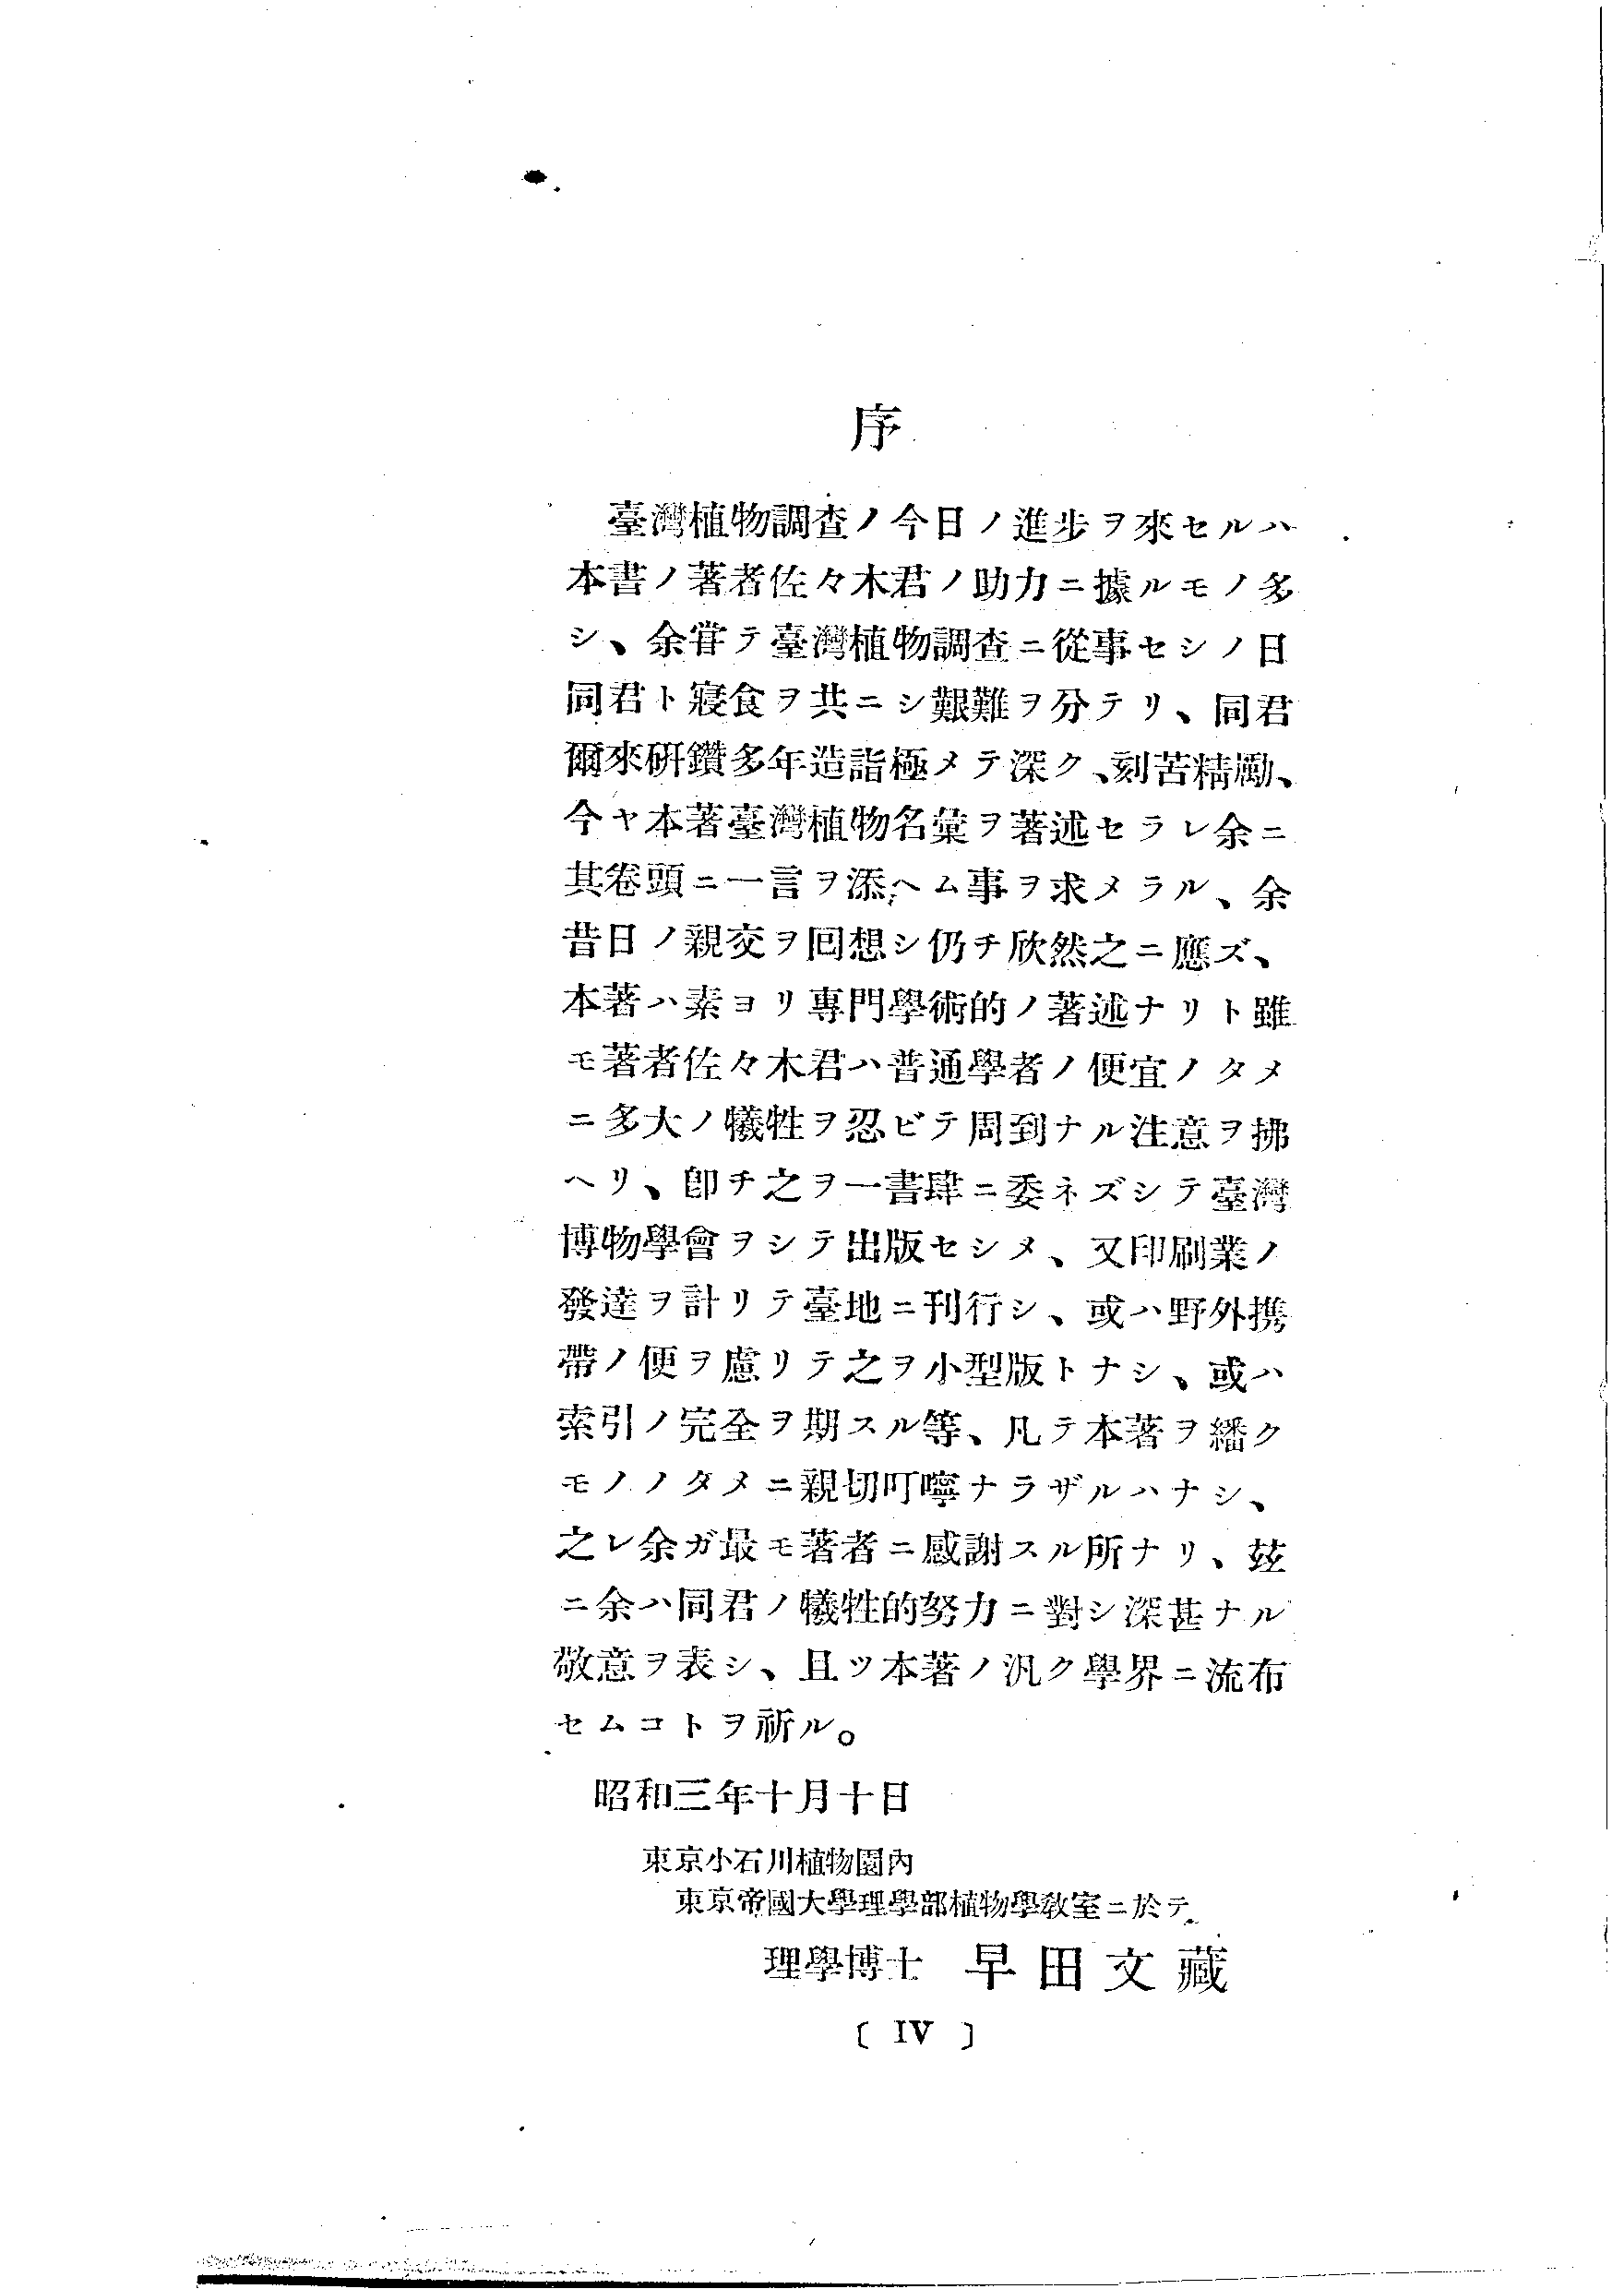 序
臺灣植物調査ノ今日ノ進歩ヲ來セルハ
本書ノ著者佐々木君ノ助力ニ據ルモノ多
シ、余甞テ臺灣植物調査ニ從事セシノ日
同君ト寢食ヲ共ニシ艱難ヲ分テリ、同君
爾來硏鑽多年造詣極メテ深ク、刻苦精勵、
今ヤ本著臺灣植物名彙ヲ著述セラレ余ニ
其卷頭ニ一言ヲ添ヘム事ヲ求メラル、余
昔日ノ親交ヲ囘想シ仍チ欣然之ニ應ズ、
本著ハ素ヨリ專門學術的ノ著述ナリト雖
モ著者佐々木君ハ普通學者ノ便宜ノタメ
ニ多大ノ犧牲ヲ忍ビテ周到ナル注意ヲ拂
ヘリ、卽チ之ヲ一書肆ニ委ネズシテ臺灣
博物學會ヲシテ出版セシメ、又印刷業ノ
發達ヲ計リテ臺地ニ刊行シ、或ハ野外携
帶ノ便ヲ慮リテ之ヲ小型版トナシ、或ハ
索引ノ完全ヲ期スル等、凡テ本著ヲ繙ク
モノノタメニ親切叮嚀ナラザルハナシ、
之レ余ガ最モ著者ニ感謝スル所ナリ、玆
ニ余ハ同君ノ犧牲的努力ニ對シ深甚ナル
敬意ヲ表シ、且ツ本著ノ汎ク學界ニ流布
セムコトヲ祈ル。
昭和三年十月十日
東京小石川植物園內
東京帝國大學理學部植物學敎室ニ於テ
理學博士 早田文藏
〔 IV 〕